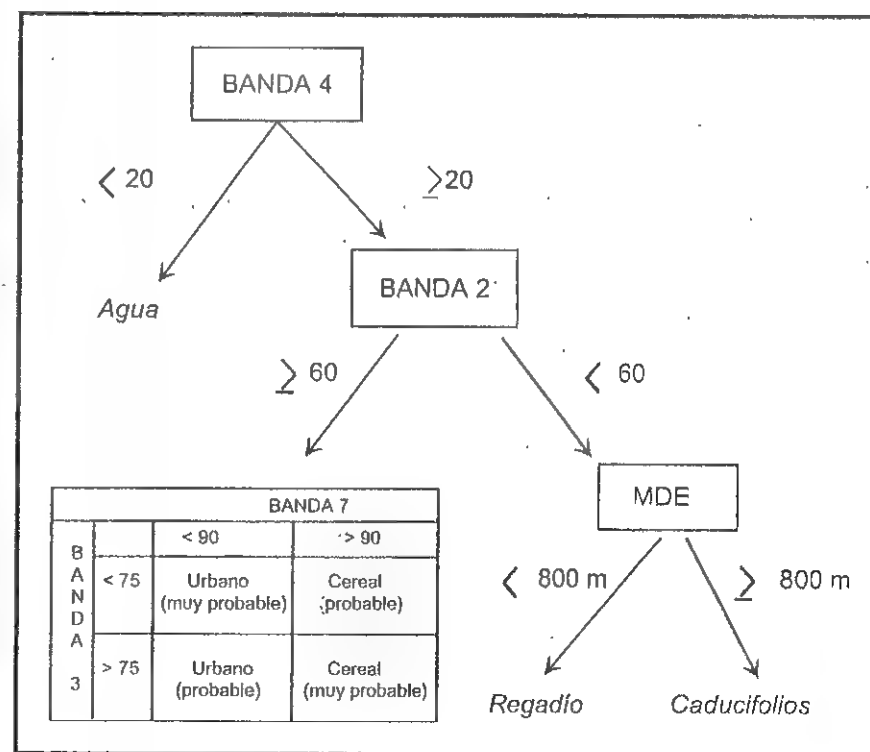 BANDA 4
< 20
≥20
Agua
BANDA 2
≥ 60
< 60
BANDA 7
< 90
> 90
BANDA 3
< 75
Urbano
(muy probable)
Cereal
(probable)
> 75
Urbano
(probable)
Cereal
(muy probable)
MDE
< 800 m
≥ 800 m
Regadío
Caducifolios